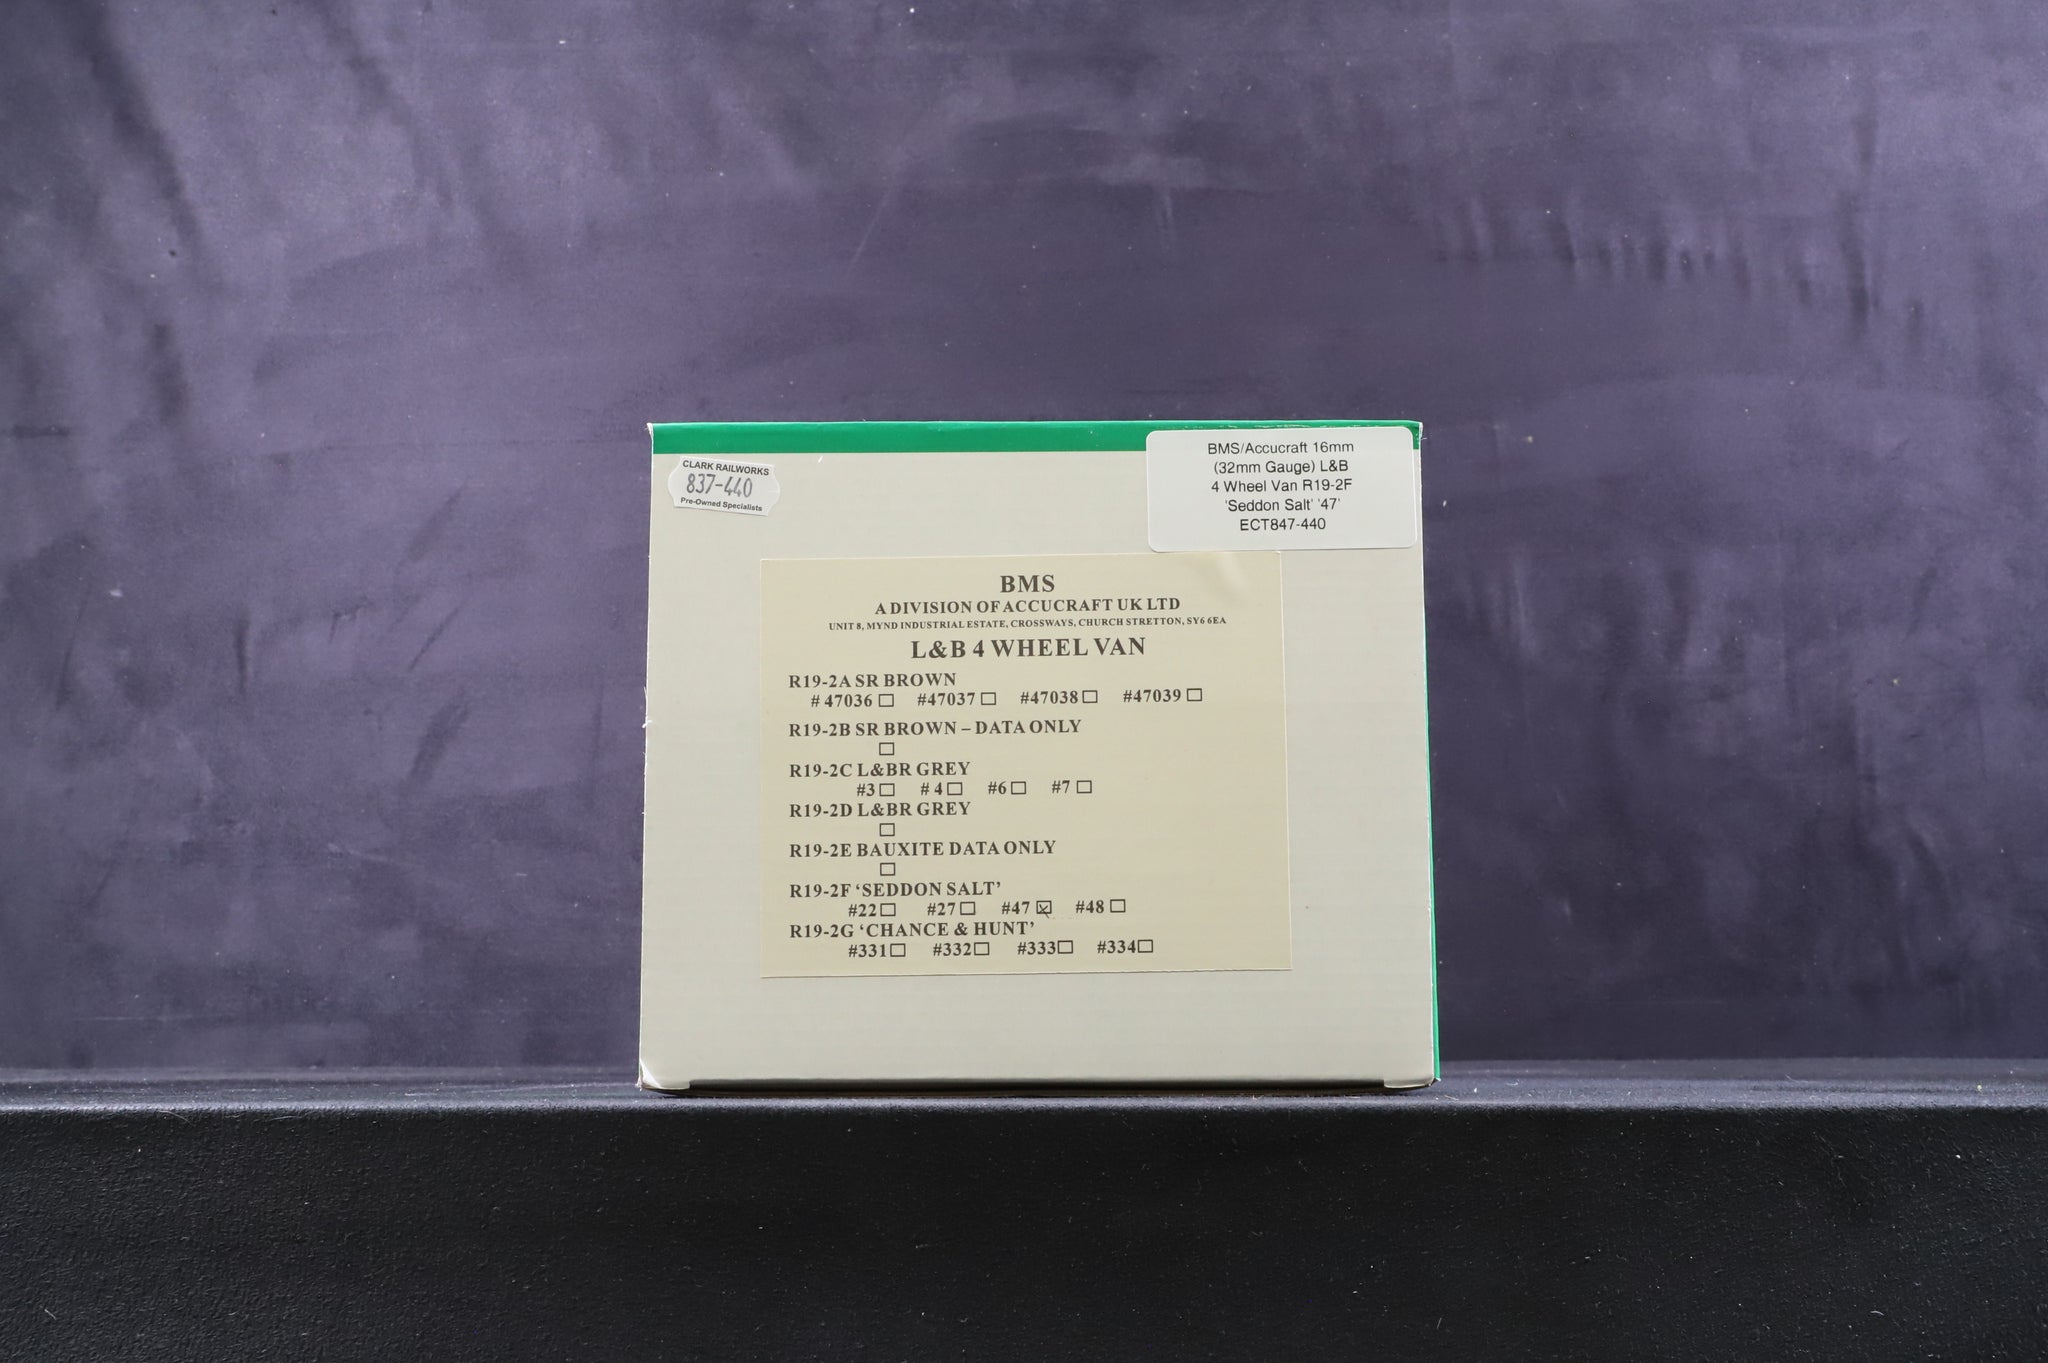 CLARK RAILWORKS
837-440
Pre-Owned Specialists
BMS/Accucraft 16mm
(32mm Gauge) L&B
4 Wheel Van R19-2F
'Seddon Salt' '47'
ECT847-440
BMS
A DIVISION OF ACCUCRAFT UK LTD
UNIT 8, MYND INDUSTRIAL ESTATE, CROSSWAYS, CHURCH STRETTON, SY6 6EA
L&B 4 WHEEL VAN
R19-2A SR BROWN
# 47036 ☐ #47037 ☐ #47038 ☐ #47039 ☐
R19-2B SR BROWN – DATA ONLY
☐
R19-2C L&BR GREY
#3 ☐ # 4 ☐ #6 ☐ #7 ☐
R19-2D L&BR GREY
☐
R19-2E BAUXITE DATA ONLY
☐
R19-2F ‘SEDDON SALT’
#22 ☐ #27 ☐ #47 ☒ #48 ☐
R19-2G ‘CHANCE & HUNT’
#331 ☐ #332 ☐ #333 ☐ #334 ☐